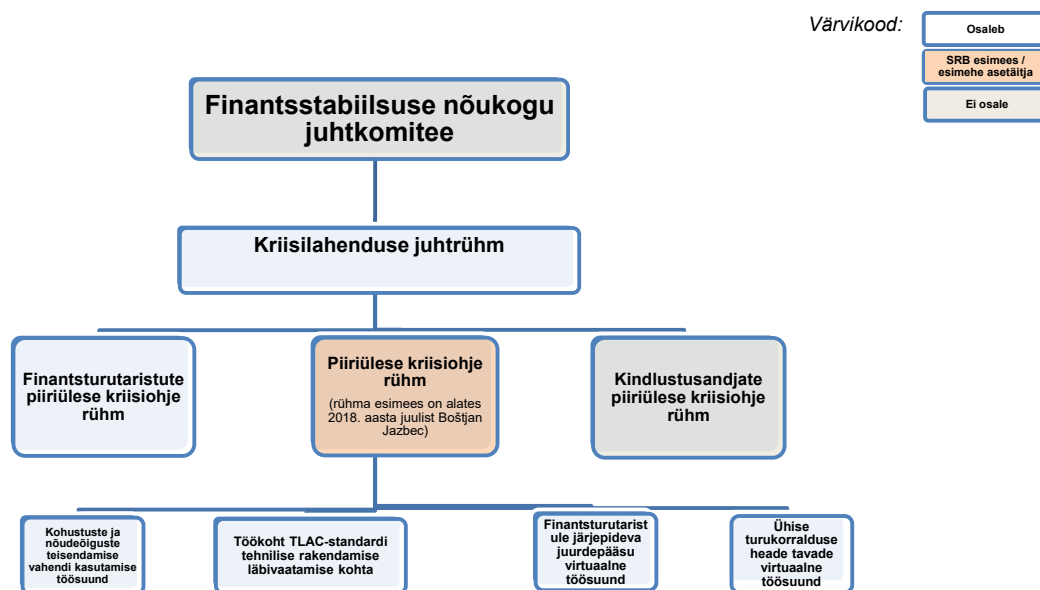 Värvikood:
Osaleb
SRB esimees /
esimehe asetäitja
Ei osale
Finantsstabiilsuse nõukogu
juhtkomitee
Kriisilahenduse juhtrühm
Finantsturutaristute
piiriülese kriisiohje
rühm
Piiriülese kriisiohje
rühm
(rühma esimees on alates
2018. aasta juulist Boštjan
Jazbec)
Kindlustusandjate
piiriülese kriisiohje
rühm
Kohustuste ja
nõudeõiguste
teisendamise
vahendi kasutamise
töösuund
Töökoht TLAC-standardi
tehnilise rakendamise
läbivaatamise kohta
Finantsturutarist
ule järjepideva
juurdepääsu
virtuaalne
töösuund
Ühise
turukorralduse
heade tavade
virtuaalne
töösuund